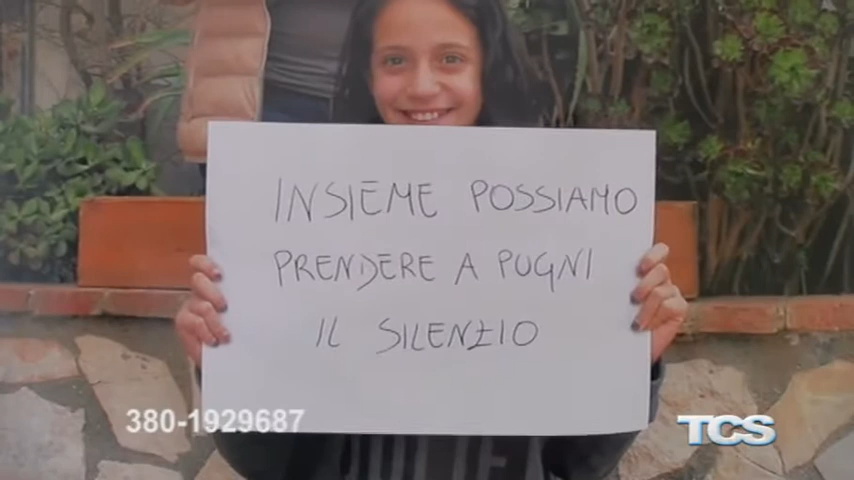 INSIEME POSSIAMO
PRENDERE A PUGNI
IL SILENZIO
380-1929687
TCS